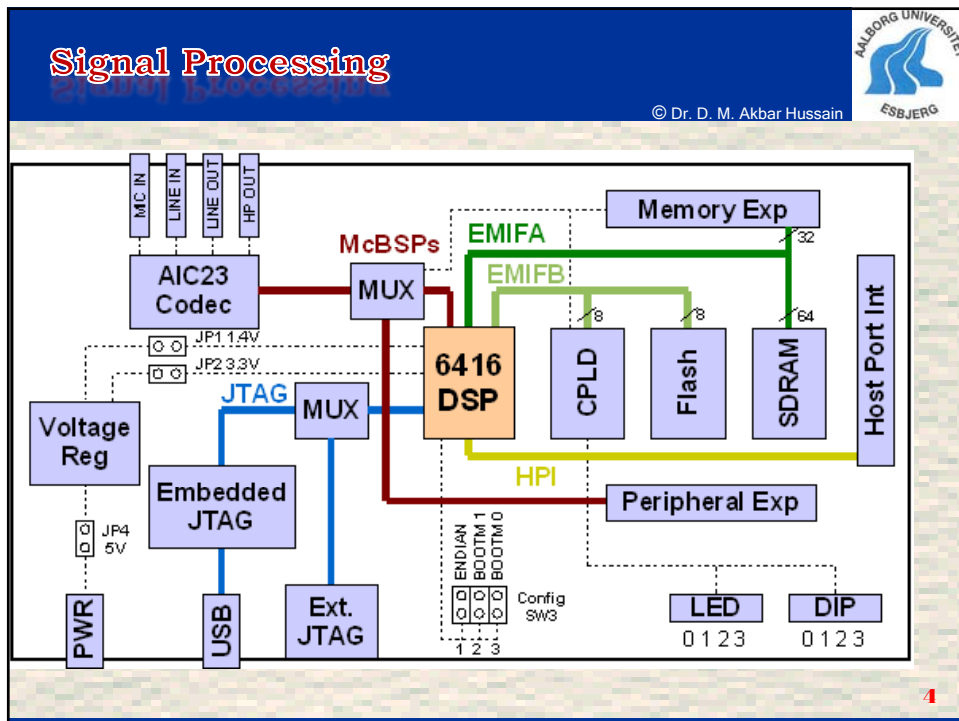 Signal Processing
© Dr. D. M. Akbar Hussain
AALBORG UNIVERSITET
ESBJERG
MIC IN
LINE IN
LINE OUT
HP OUT
AIC23
Codec
McBSPs
MUX
EMIFA
EMIFB
Memory Exp
32
8
8
64
JP1 1.4V
JP2 3.3V
6416
DSP
CPLD
Flash
SDRAM
Host Port Int
JTAG
MUX
Voltage
Reg
HPI
Embedded
JTAG
Peripheral Exp
JP4
5V
ENDIAN
BOOTM 1
BOOTM 0
Config
SW3
1 2 3
PWR
USB
Ext.
JTAG
LED
0 1 2 3
DIP
0 1 2 3
4